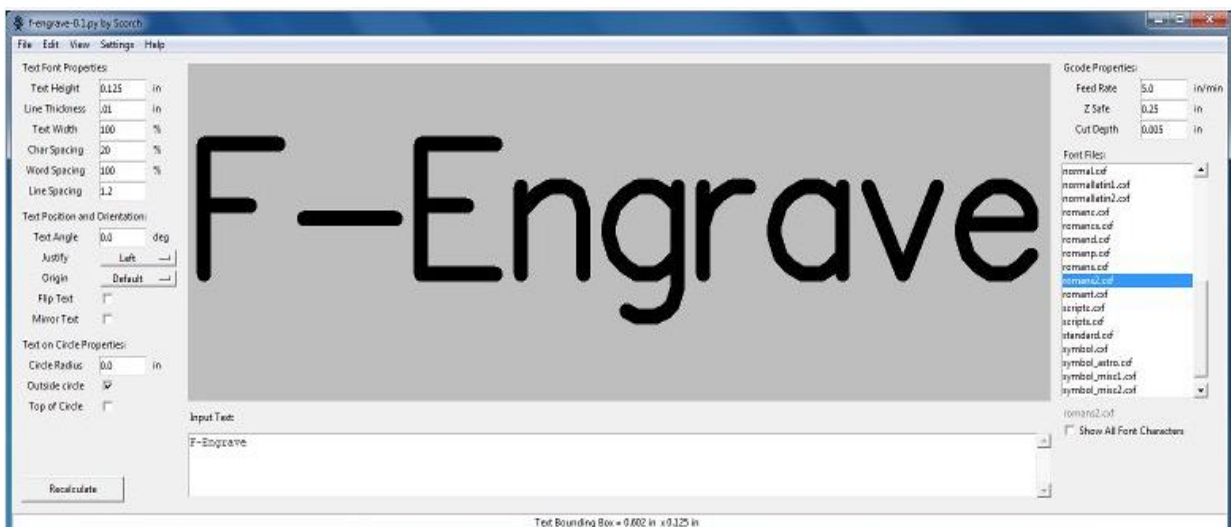 f-engrave-0.1.py by Scorch
File Edit View Settings Help
Text Font Properties:
Text Height 0.125 in
Line Thickness .01 in
Text Width 100 %
Char Spacing 20 %
Word Spacing 100 %
Line Spacing 1.2
Text Position and Orientation:
Text Angle 0.0 deg
Justify Left
Origin Default
Flip Text
Mirror Text
Text on Circle Properties:
Circle Radius 0.0 in
Outside circle
Top of Circle
Recalculate
F-Engrave
Input Text:
F-Engrave
Gcode Properties:
Feed Rate 5.0 in/min
Z Safe 0.25 in
Cut Depth 0.005 in
Font Files:
normal.cxf
normallatin1.cxf
normallatin2.cxf
romanc.cxf
romancs.cxf
romand.cxf
romanp.cxf
romans.cxf
romans2.cxf
romant.cxf
scriptc.cxf
scripts.cxf
standard.cxf
symbol.cxf
symbol_astro.cxf
symbol_misc1.cxf
symbol_misc2.cxf
romans2.cxf
Show All Font Characters
Text Bounding Box = 0.602 in x 0.125 in